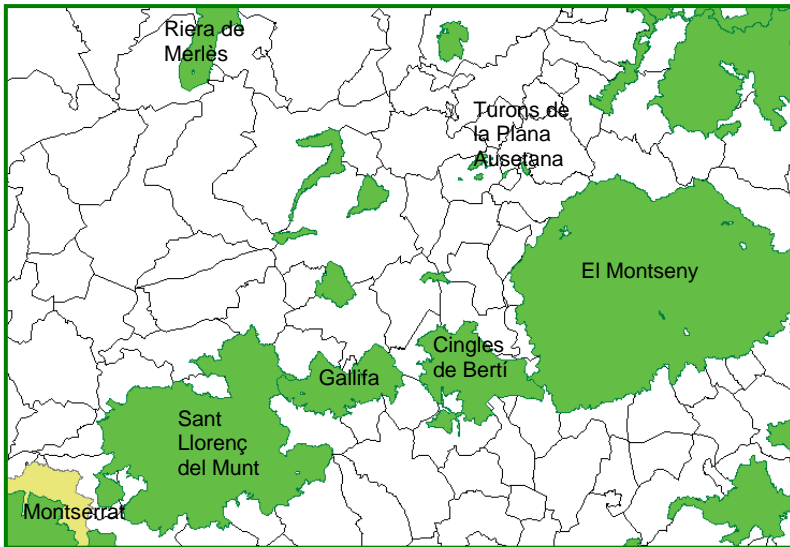 Riera de
Merlès
Turons de
la Plana
Ausetana
El Montseny
Cingles
de Bertí
Gallifa
Sant
Llorenç
del Munt
Montserrat